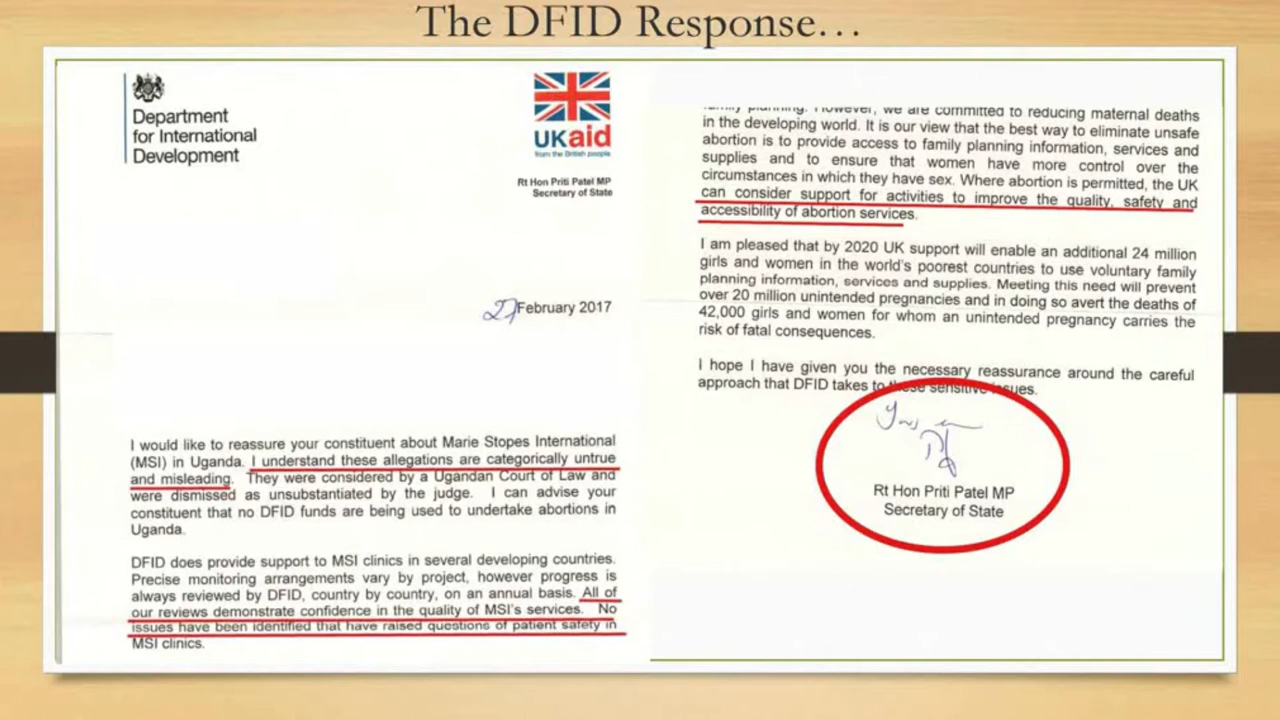 The DFID Response…
Department
for International
Development
UKaid
from the British people
Rt Hon Priti Patel MP
Secretary of State
27 February 2017
I would like to reassure your constituent about Marie Stopes International
(MSI) in Uganda. I understand these allegations are categorically untrue
and misleading. They were considered by a Ugandan Court of Law and
were dismissed as unsubstantiated by the judge. I can advise your
constituent that no DFID funds are being used to undertake abortions in
Uganda.
DFID does provide support to MSI clinics in several developing countries.
Precise monitoring arrangements vary by project, however progress is
always reviewed by DFID, country by country, on an annual basis. All of
our reviews demonstrate confidence in the quality of MSI's services. No
issues have been identified that have raised questions of patient safety in
MSI clinics.
family planning. However, we are committed to reducing maternal deaths
in the developing world. It is our view that the best way to eliminate unsafe
abortion is to provide access to family planning information, services and
supplies and to ensure that women have more control over the
circumstances in which they have sex. Where abortion is permitted, the UK
can consider support for activities to improve the quality, safety and
accessibility of abortion services.
I am pleased that by 2020 UK support will enable an additional 24 million
girls and women in the world's poorest countries to use voluntary family
planning information, services and supplies. Meeting this need will prevent
over 20 million unintended pregnancies and in doing so avert the deaths of
42,000 girls and women for whom an unintended pregnancy carries the
risk of fatal consequences.
I hope I have given you the necessary reassurance around the careful
approach that DFID takes to these sensitive issues.
Rt Hon Priti Patel MP
Secretary of State